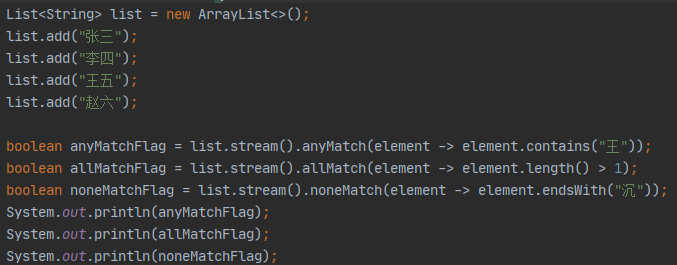 List<String> list = new ArrayList<>();
list.add("张三");
list.add("李四");
list.add("王五");
list.add("赵六");
boolean anyMatchFlag = list.stream().anyMatch(element -> element.contains("王"));
boolean allMatchFlag = list.stream().allMatch(element -> element.length() > 1);
boolean noneMatchFlag = list.stream().noneMatch(element -> element.endsWith("沉"));
System.out.println(anyMatchFlag);
System.out.println(allMatchFlag);
System.out.println(noneMatchFlag);